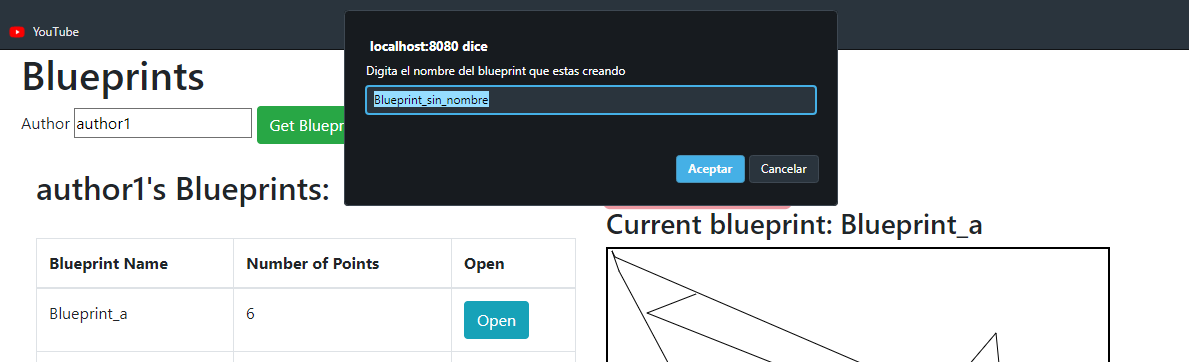 YouTube
localhost:8080 dice
Digita el nombre del blueprint que estas creando
Blueprint_sin_nombre
Aceptar Cancelar
Blueprints
Author author1 Get Bluepr
author1's Blueprints:
Blueprint Name Number of Points Open
Blueprint_a 6 Open
Current blueprint: Blueprint_a